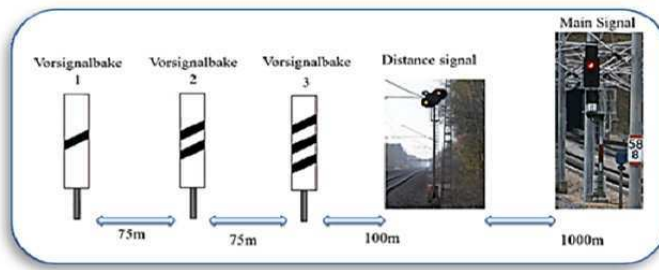 Main Signal
Vorsignalbake
1
Vorsignalbake
2
Vorsignalbake
3
Distance signal
58
8
75m
75m
100m
1000m